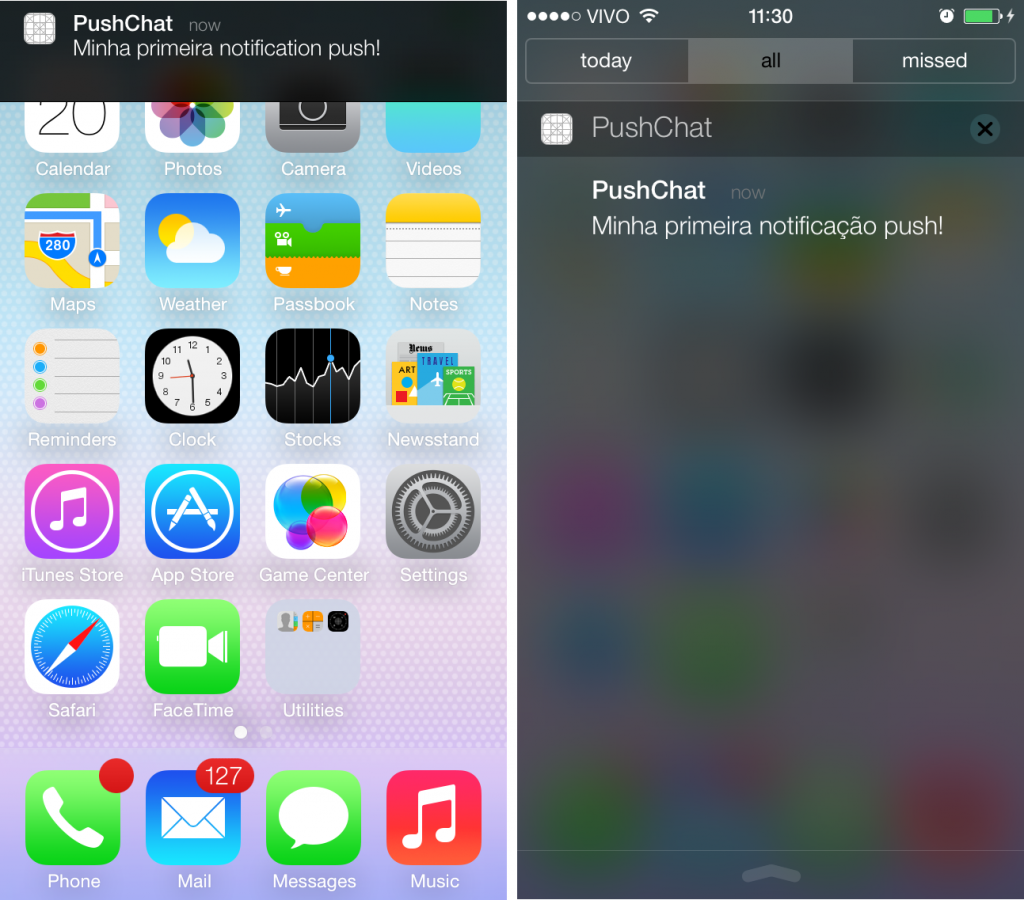 PushChat now
Minha primeira notification push!
20
Calendar Photos Camera Videos
280
Maps Weather Passbook Notes
12 1 2 3 4 5 6 7 8 9 10 11
News
TRAVEL
ART
SPORTS
Reminders Clock Stocks Newsstand
iTunes Store App Store Game Center Settings
Safari FaceTime Utilities
127
Phone Mail Messages Music
VIVO 11:30
today all missed
PushChat
PushChat now
Minha primeira notificação push!